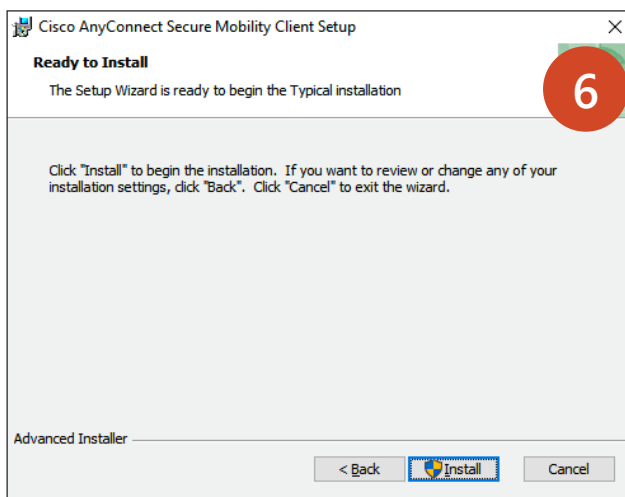 Cisco AnyConnect Secure Mobility Client Setup
Ready to Install
The Setup Wizard is ready to begin the Typical installation
6
Click "Install" to begin the installation. If you want to review or change any of your
installation settings, click "Back". Click "Cancel" to exit the wizard.
Advanced Installer
< Back Install Cancel